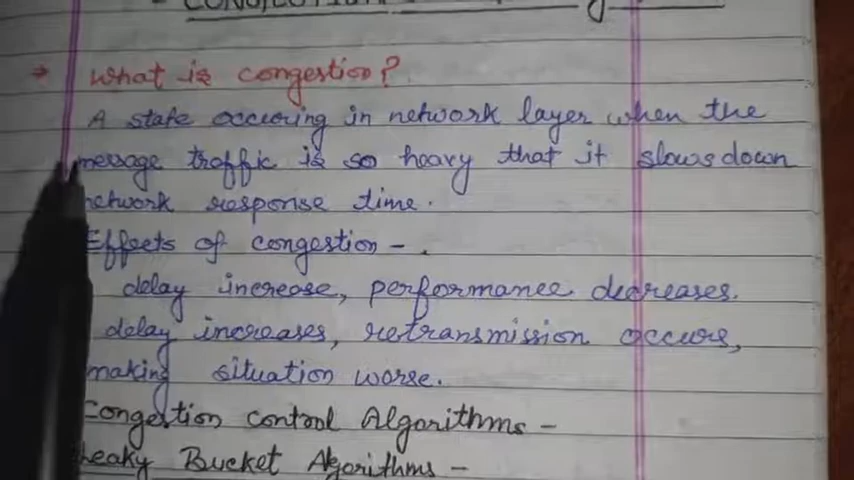 → What is congestion?
A state occuring in network layer when the
message traffic is so heavy that it slows down
network response time.
Effects of congestion -
delay increase, performance decreases.
delay increases, retransmission occurs,
making situation worse.
Congestion control Algorithms -
Leaky Bucket Algorithms -